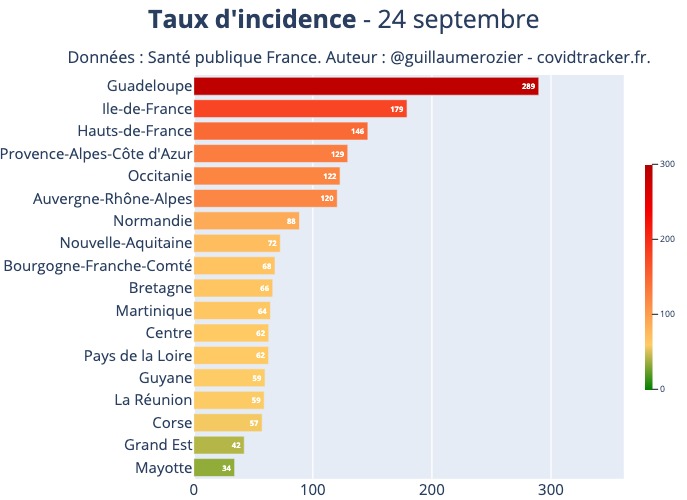 Taux d'incidence - 24 septembre
Données : Santé publique France. Auteur : @guillaumerozier - covidtracker.fr.
Guadeloupe 289
Ile-de-France 179
Hauts-de-France 146
Provence-Alpes-Côte d'Azur 129
Occitanie 122
Auvergne-Rhône-Alpes 120
Normandie 88
Nouvelle-Aquitaine 72
Bourgogne-Franche-Comté 68
Bretagne 66
Martinique 64
Centre 62
Pays de la Loire 62
Guyane 59
La Réunion 59
Corse 57
Grand Est 42
Mayotte 34
0 100 200 300
300
200
100
0